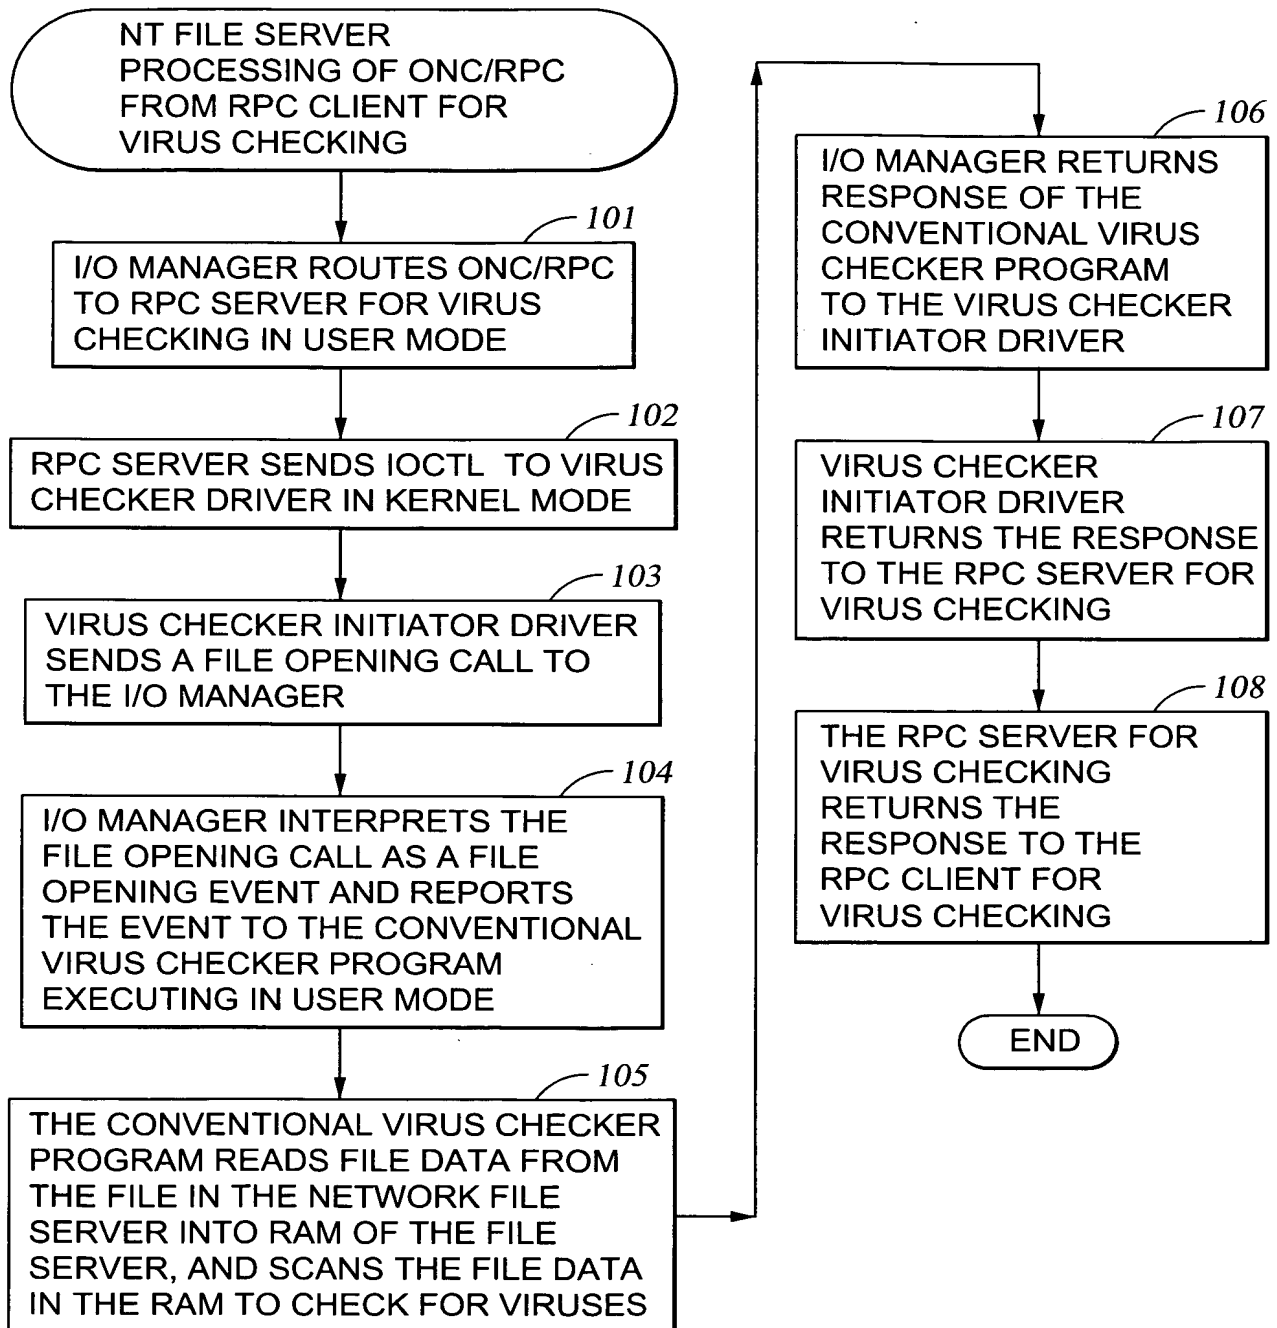 NT FILE SERVER
PROCESSING OF ONC/RPC
FROM RPC CLIENT FOR
VIRUS CHECKING
101
I/O MANAGER ROUTES ONC/RPC
TO RPC SERVER FOR VIRUS
CHECKING IN USER MODE
102
RPC SERVER SENDS IOCTL TO VIRUS
CHECKER DRIVER IN KERNEL MODE
103
VIRUS CHECKER INITIATOR DRIVER
SENDS A FILE OPENING CALL TO
THE I/O MANAGER
104
I/O MANAGER INTERPRETS THE
FILE OPENING CALL AS A FILE
OPENING EVENT AND REPORTS
THE EVENT TO THE CONVENTIONAL
VIRUS CHECKER PROGRAM
EXECUTING IN USER MODE
105
THE CONVENTIONAL VIRUS CHECKER
PROGRAM READS FILE DATA FROM
THE FILE IN THE NETWORK FILE
SERVER INTO RAM OF THE FILE
SERVER, AND SCANS THE FILE DATA
IN THE RAM TO CHECK FOR VIRUSES
106
I/O MANAGER RETURNS
RESPONSE OF THE
CONVENTIONAL VIRUS
CHECKER PROGRAM
TO THE VIRUS CHECKER
INITIATOR DRIVER
107
VIRUS CHECKER
INITIATOR DRIVER
RETURNS THE RESPONSE
TO THE RPC SERVER FOR
VIRUS CHECKING
108
THE RPC SERVER FOR
VIRUS CHECKING
RETURNS THE
RESPONSE TO THE
RPC CLIENT FOR
VIRUS CHECKING
END